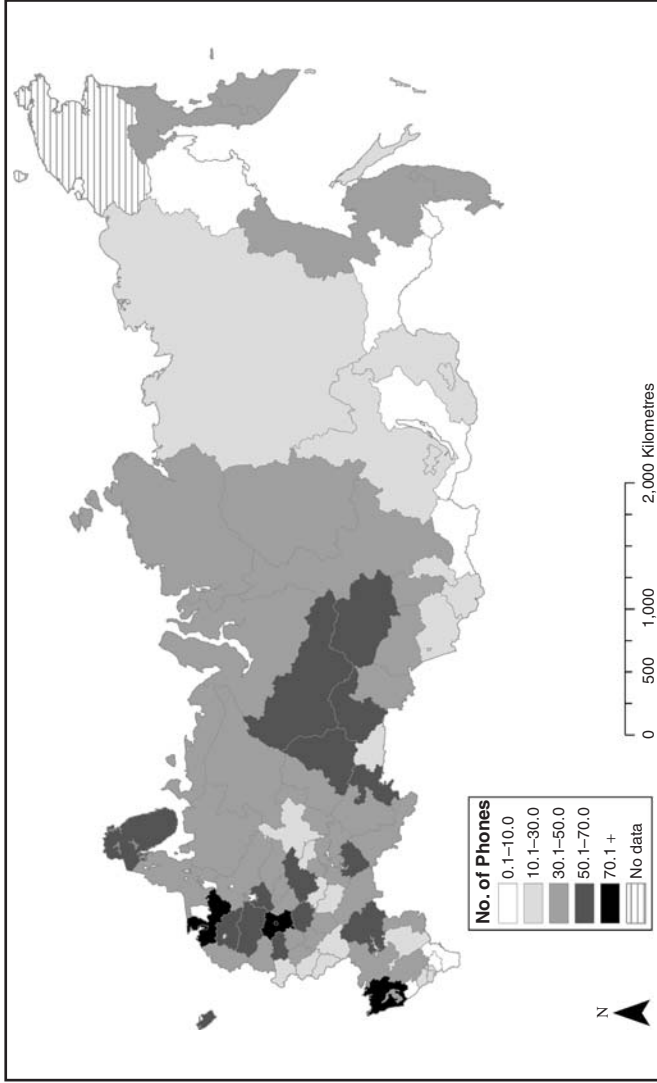 No. of Phones
0.1–10.0
10.1–30.0
30.1–50.0
50.1–70.0
70.1 +
No data
N
0 500 1,000 2,000 Kilometres